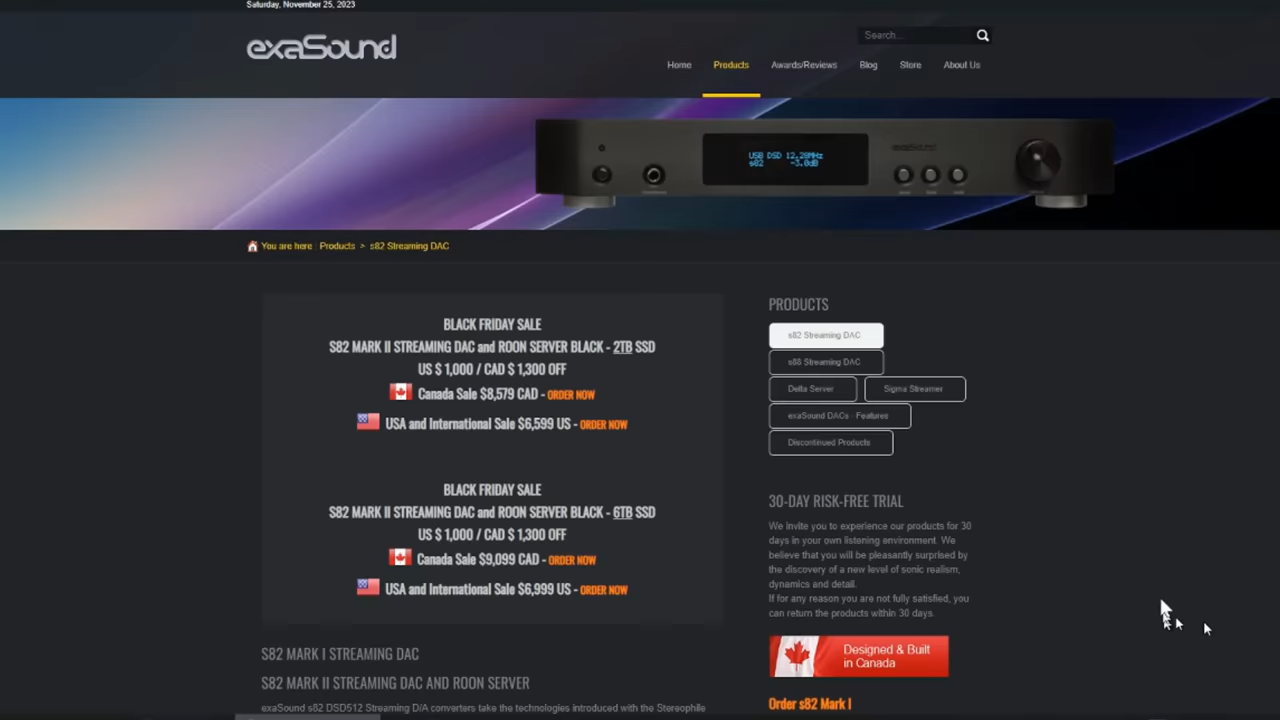 Saturday, November 25, 2023
exaSound
Search...
Home Products Awards/Reviews Blog Store About Us
USB DSD 12.28MHz
s82 -3.0dB
exaSound
You are here : Products > s82 Streaming DAC
BLACK FRIDAY SALE
S82 MARK II STREAMING DAC and ROON SERVER BLACK - 2TB SSD
US $ 1,000 / CAD $ 1,300 OFF
Canada Sale $8,579 CAD - ORDER NOW
USA and International Sale $6,599 US - ORDER NOW
BLACK FRIDAY SALE
S82 MARK II STREAMING DAC and ROON SERVER BLACK - 6TB SSD
US $ 1,000 / CAD $ 1,300 OFF
Canada Sale $9,099 CAD - ORDER NOW
USA and International Sale $6,999 US - ORDER NOW
S82 MARK I STREAMING DAC
S82 MARK II STREAMING DAC AND ROON SERVER
exaSound s82 DSD512 Streaming D/A converters take the technologies introduced with the Stereophile
PRODUCTS
s82 Streaming DAC
s88 Streaming DAC
Delta Server
Sigma Streamer
exaSound DACs - Features
Discontinued Products
30-DAY RISK-FREE TRIAL
We invite you to experience our products for 30
days in your own listening environment. We
believe that you will be pleasantly surprised by
the discovery of a new level of sonic realism,
dynamics and detail.
If for any reason you are not fully satisfied, you
can return the products within 30 days.
Designed & Built
in Canada
Order s82 Mark I